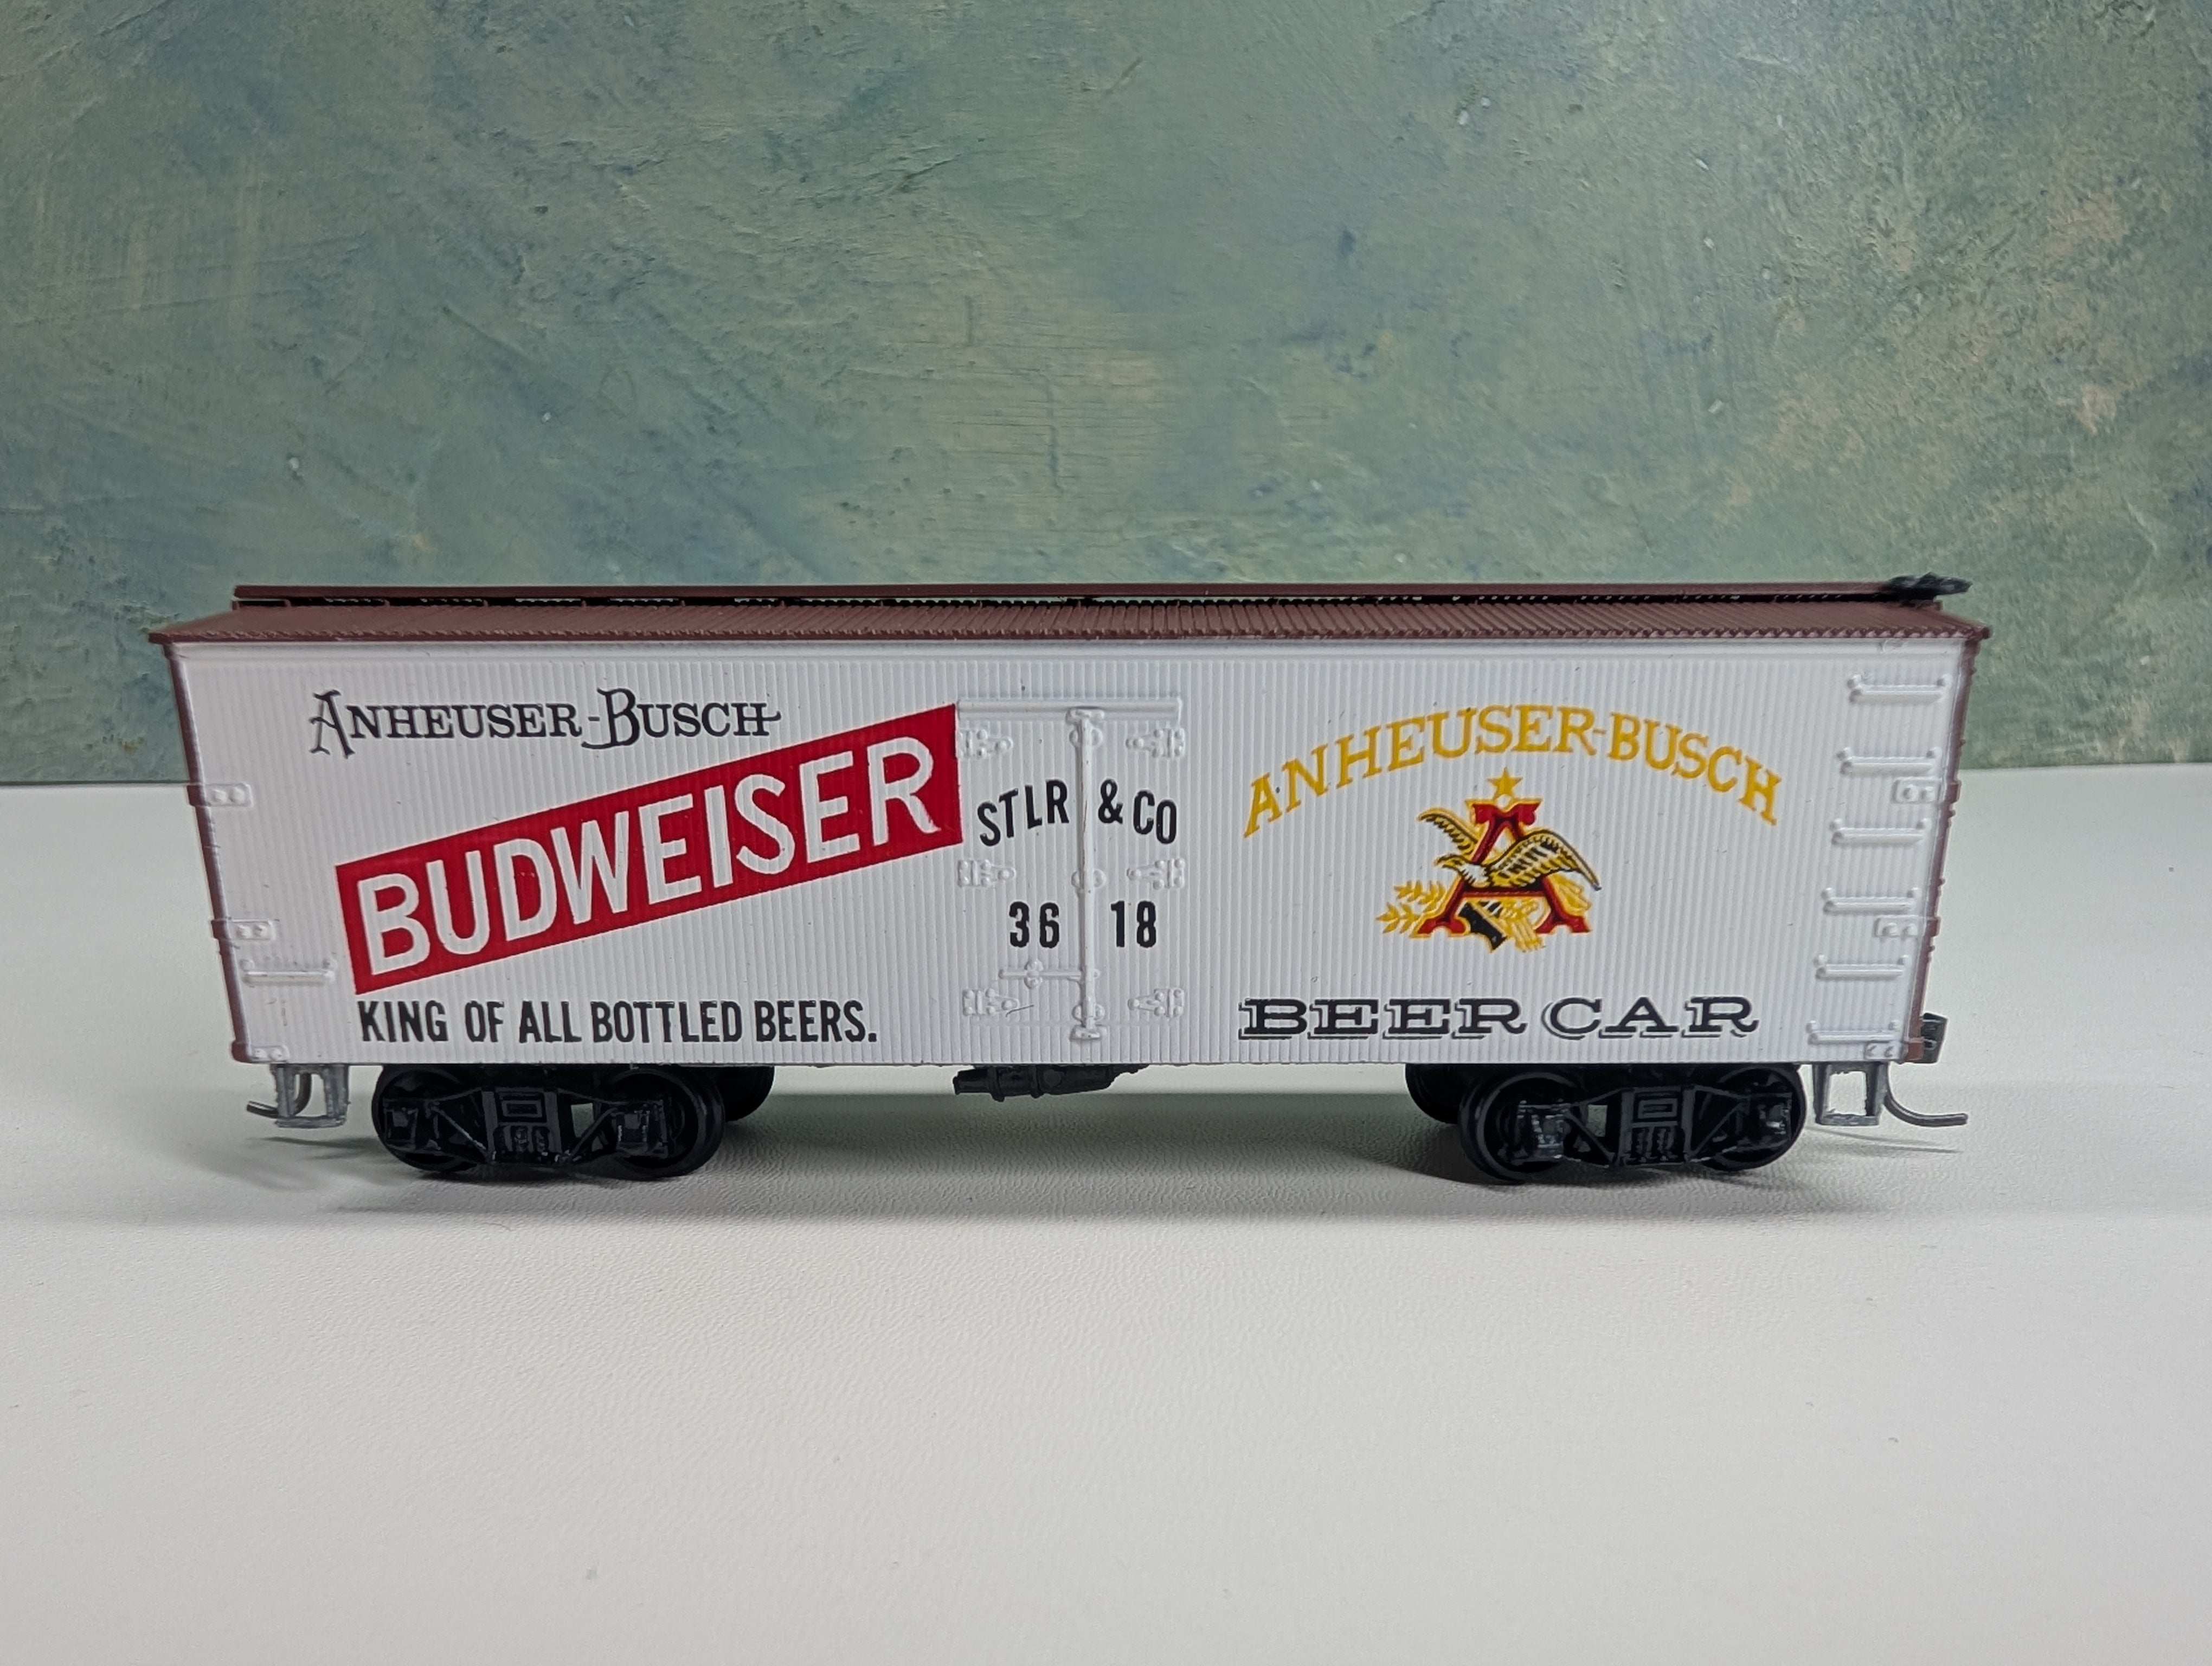 ANHEUSER-BUSCH
BUDWEISER
KING OF ALL BOTTLED BEERS.
STLR & CO
36 18
ANHEUSER-BUSCH
A
BEER CAR